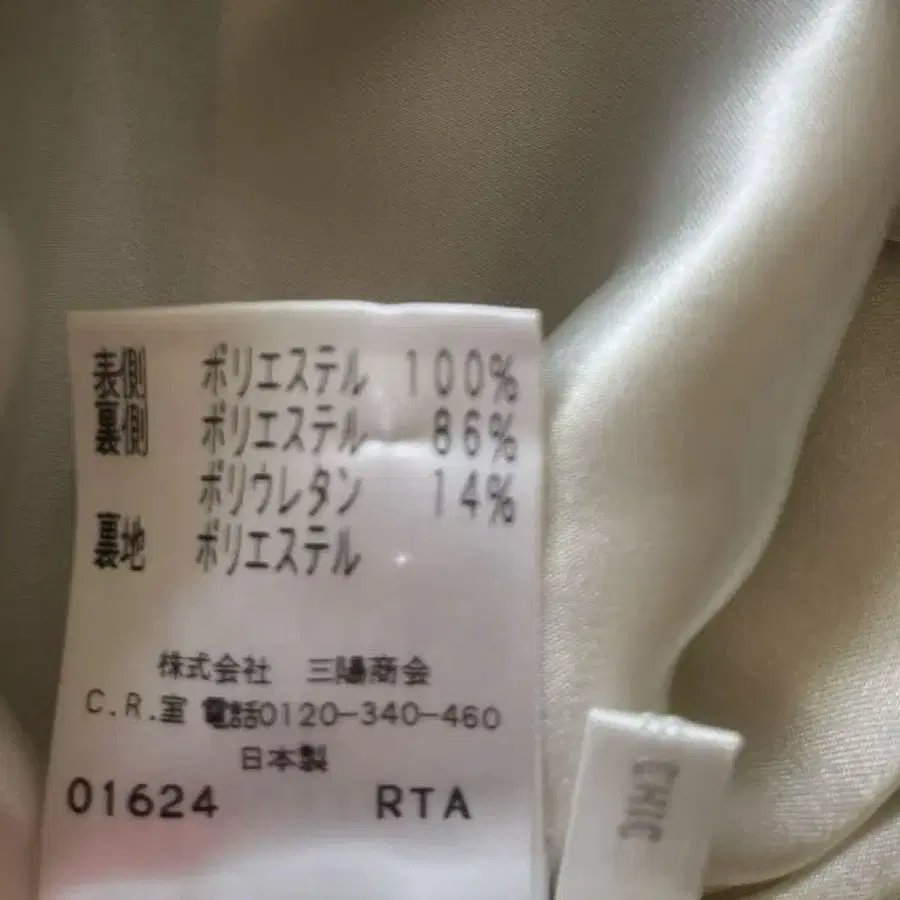 表側 ポリエステル 100%
裏側 ポリエステル 86%
ポリウレタン 14%
裏地 ポリエステル
株式会社 三陽商会
C.R.室 電話0120-340-460
日本製
01624 RTA